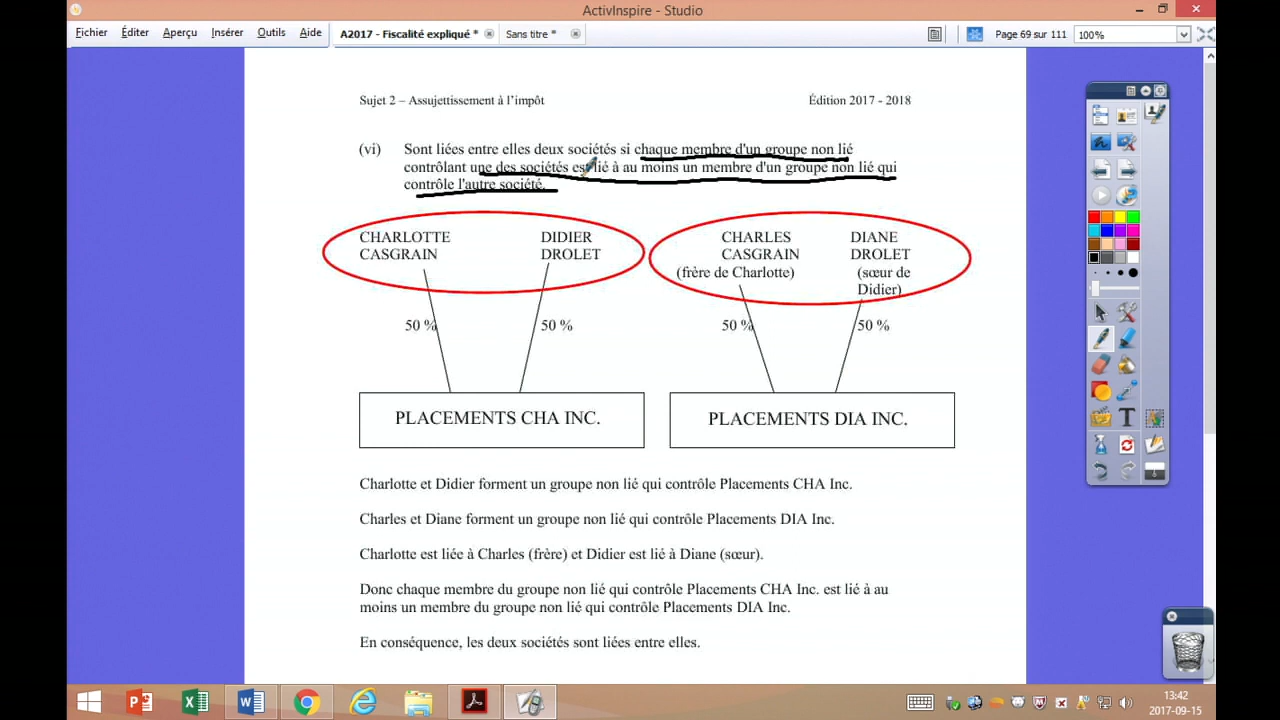 ActivInspire - Studio
Fichier Éditer Aperçu Insérer Outils Aide A2017 - Fiscalité expliqué * Sans titre * Page 69 sur 111 100%
Sujet 2 – Assujettissement à l'impôt Édition 2017 - 2018
(vi) Sont liées entre elles deux sociétés si chaque membre d'un groupe non lié
contrôlant une des sociétés est lié à au moins un membre d'un groupe non lié qui
contrôle l'autre société.
CHARLOTTE DIDIER CHARLES DIANE
CASGRAIN DROLET CASGRAIN DROLET
(frère de Charlotte) (sœur de
Didier)
50 % 50 % 50 % 50 %
PLACEMENTS CHA INC. PLACEMENTS DIA INC.
Charlotte et Didier forment un groupe non lié qui contrôle Placements CHA Inc.
Charles et Diane forment un groupe non lié qui contrôle Placements DIA Inc.
Charlotte est liée à Charles (frère) et Didier est lié à Diane (sœur).
Donc chaque membre du groupe non lié qui contrôle Placements CHA Inc. est lié à au
moins un membre du groupe non lié qui contrôle Placements DIA Inc.
En conséquence, les deux sociétés sont liées entre elles.
13:42
2017-09-15